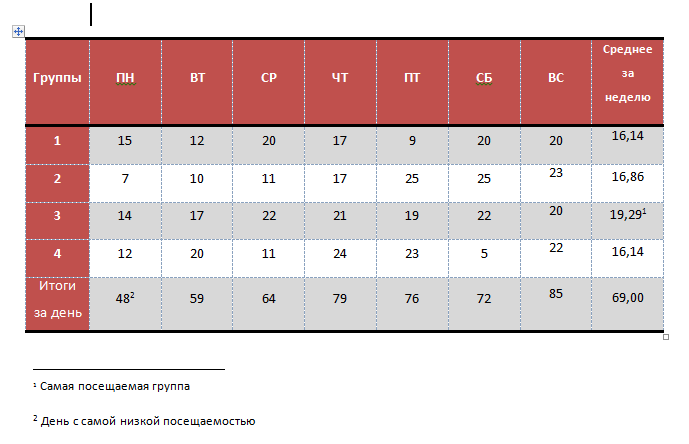 Группы ПН ВТ СР ЧТ ПТ СБ ВС Среднее за неделю
1 15 12 20 17 9 20 20 16,14
2 7 10 11 17 25 25 23 16,86
3 14 17 22 21 19 22 20 19,29¹
4 12 20 11 24 23 5 22 16,14
Итоги за день 48² 59 64 79 76 72 85 69,00
¹ Самая посещаемая группа
² День с самой низкой посещаемостью